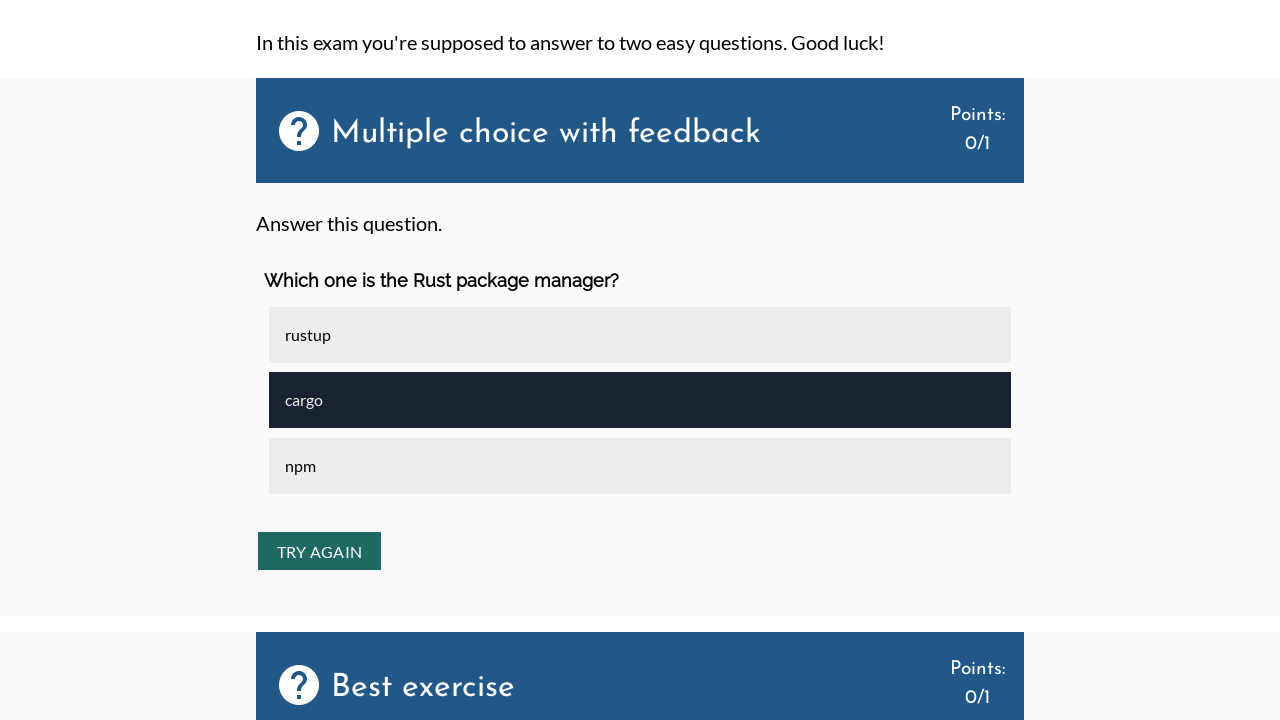 In this exam you're supposed to answer to two easy questions. Good luck!
Multiple choice with feedback
Points:
0/1
Answer this question.
Which one is the Rust package manager?
rustup
cargo
npm
TRY AGAIN
Best exercise
Points:
0/1